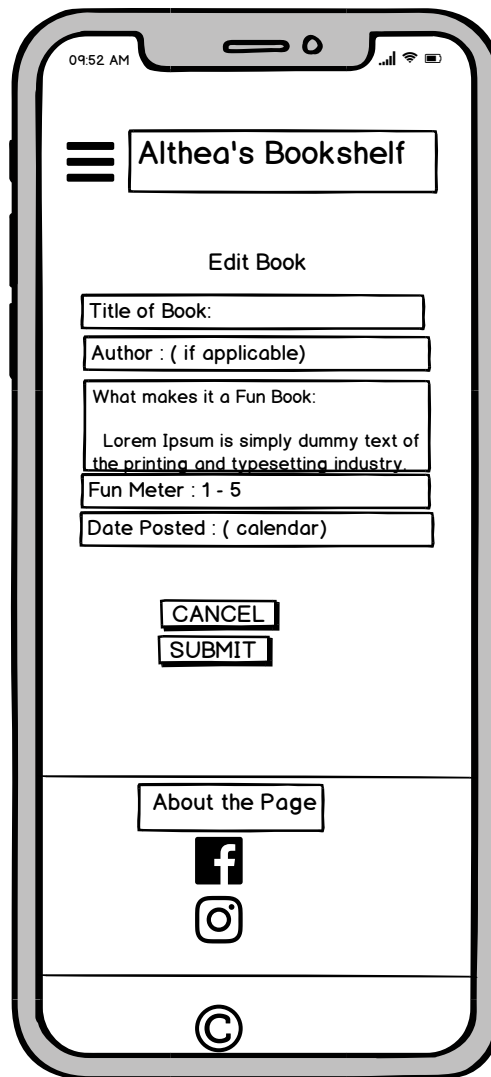 09:52 AM
Althea's Bookshelf
Edit Book
Title of Book:
Author : ( if applicable)
What makes it a Fun Book:
Lorem Ipsum is simply dummy text of
the printing and typesetting industry.
Fun Meter : 1 - 5
Date Posted : ( calendar)
CANCEL
SUBMIT
About the Page
©